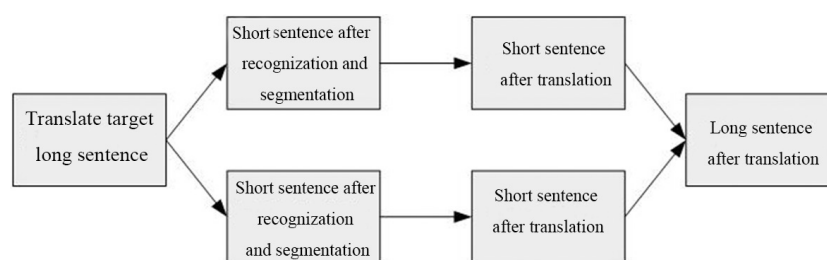 Translate target
long sentence
Short sentence after
recognization and
segmentation
Short sentence
after translation
Short sentence after
recognization
and segmentation
Short sentence
after translation
Long sentence
after translation